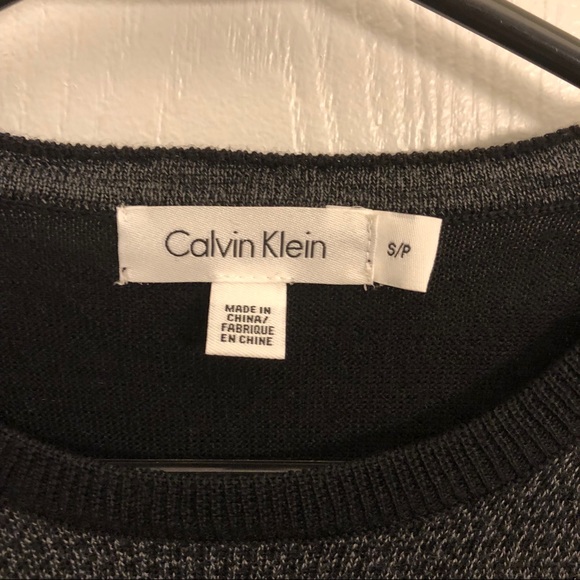 Calvin Klein
S/P
MADE IN
CHINA/
FABRIQUE
EN CHINE